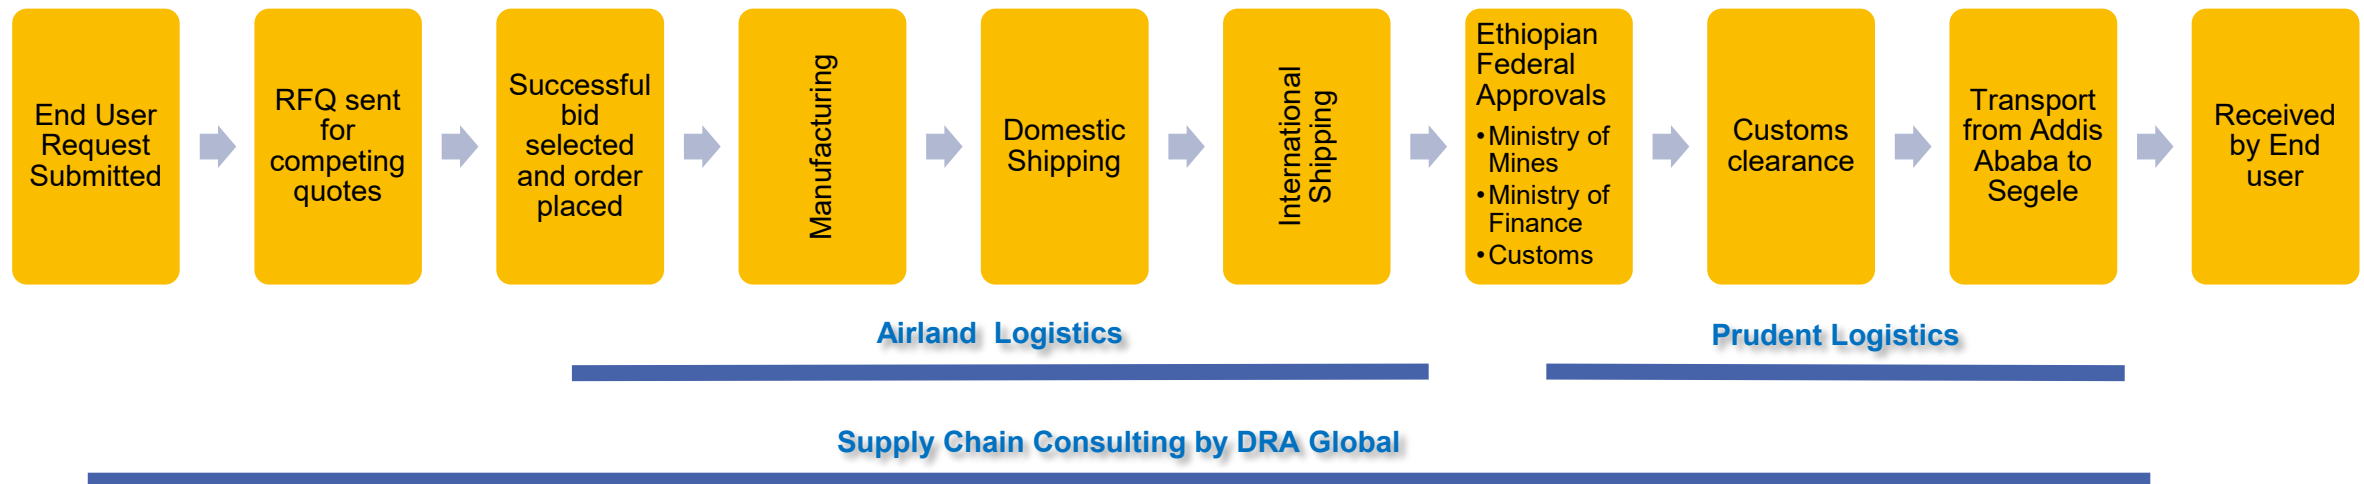 End User
Request
Submitted
RFQ sent
for
competing
quotes
Successful
bid
selected
and order
placed
Manufacturing
Domestic
Shipping
International
Shipping
Ethiopian
Federal
Approvals
•Ministry of
Mines
•Ministry of
Finance
•Customs
Customs
clearance
Transport
from Addis
Ababa to
Segele
Received
by End
user
Airland  Logistics
Prudent Logistics
Supply Chain Consulting by DRA Global